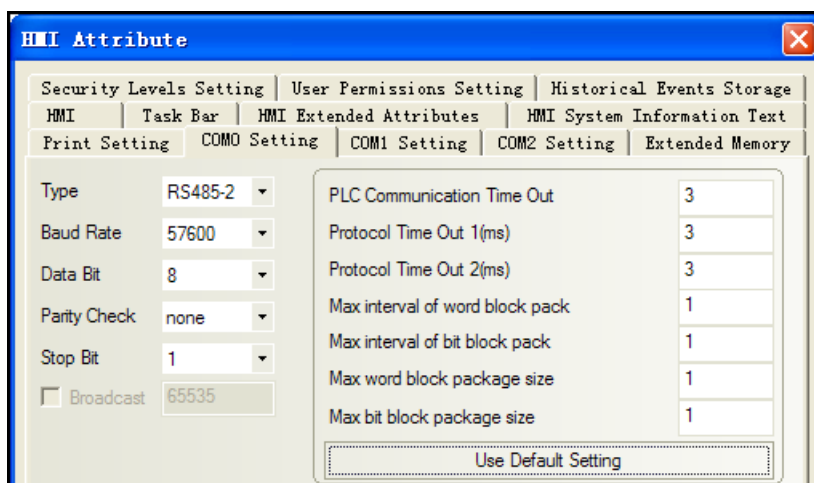 HMI Attribute
Security Levels Setting User Permissions Setting Historical Events Storage
HMI Task Bar HMI Extended Attributes HMI System Information Text
Print Setting COM0 Setting COM1 Setting COM2 Setting Extended Memory
Type RS485-2 PLC Communication Time Out 3
Baud Rate 57600 Protocol Time Out 1(ms) 3
Data Bit 8 Protocol Time Out 2(ms) 3
Parity Check none Max interval of word block pack 1
Stop Bit 1 Max interval of bit block pack 1
Broadcast 65535 Max word block package size 1
Max bit block package size 1
Use Default Setting